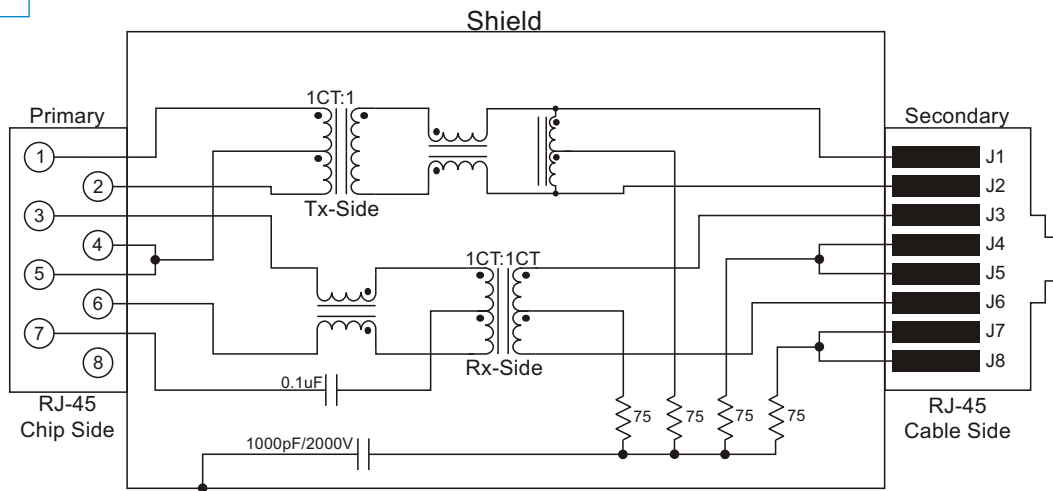 Shield
1CT:1
Primary
Secondary
1
J1
2
J2
Tx-Side
3
J3
4
J4
1CT:1CT
5
J5
6
J6
7
J7
8
J8
Rx-Side
0.1uF
RJ-45
Chip Side
RJ-45
Cable Side
75
75
75
75
1000pF/2000V